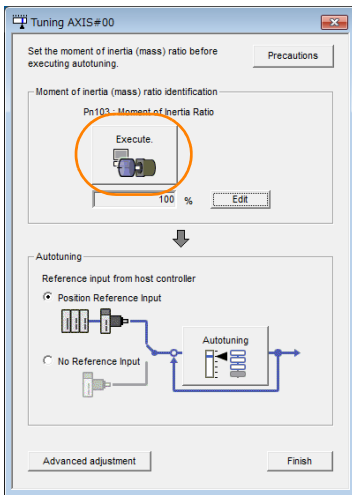 Tuning AXIS#00
Set the moment of inertia (mass) ratio before
executing autotuning.
Precautions
Moment of inertia (mass) ratio identification
Pn103 : Moment of Inertia Ratio
Execute.
100 % Edit
Autotuning
Reference input from host controller
Position Reference Input
Autotuning
No Reference Input
Advanced adjustment
Finish